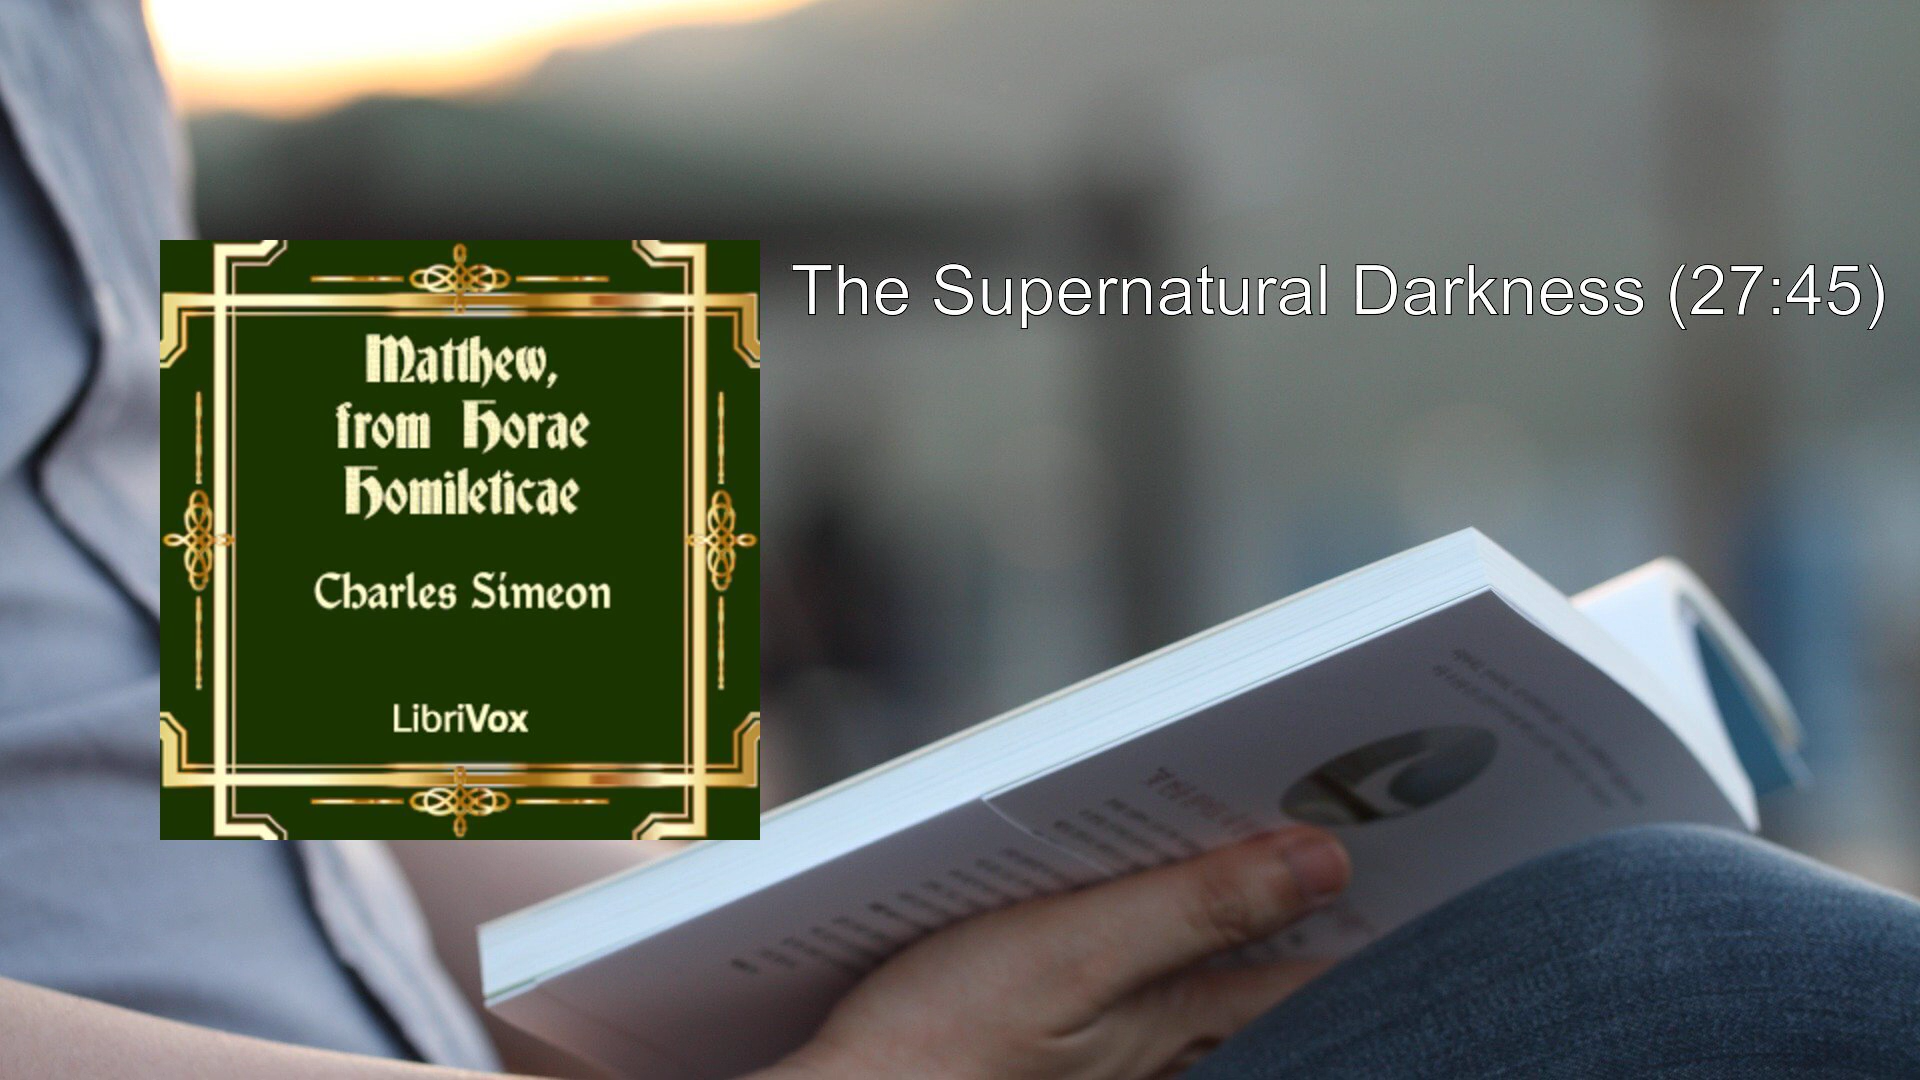 Matthew,
from Horae
Homileticae
Charles Simeon
LibriVox
The Supernatural Darkness (27:45)